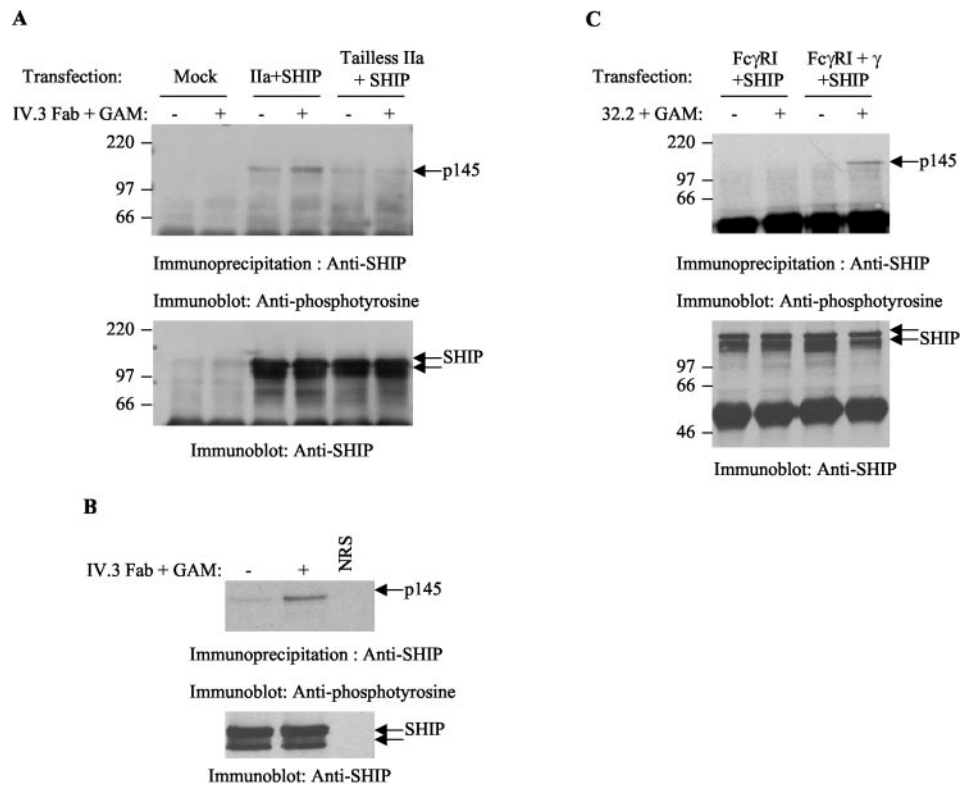 A
Transfection: Mock IIa+SHIP Tailless IIa + SHIP
IV.3 Fab + GAM: - + - + - +
220
97
66
p145
Immunoprecipitation : Anti-SHIP
Immunoblot: Anti-phosphotyrosine
220
97
66
SHIP
Immunoblot: Anti-SHIP
B
IV.3 Fab + GAM: - + NRS
p145
Immunoprecipitation : Anti-SHIP
Immunoblot: Anti-phosphotyrosine
SHIP
Immunoblot: Anti-SHIP
C
Transfection: FcγRI +SHIP FcγRI + γ +SHIP
32.2 + GAM: - + - +
220
97
66
p145
Immunoprecipitation : Anti-SHIP
Immunoblot: Anti-phosphotyrosine
97
66
46
SHIP
Immunoblot: Anti-SHIP